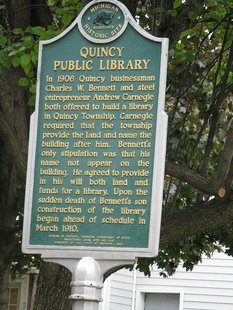 MICHIGAN
HISTORIC SITE
QUINCY
PUBLIC LIBRARY
In 1906 Quincy businessman
Charles W. Bennett and steel
entrepreneur Andrew Carnegie
both offered to build a library
in Quincy Township. Carnegie
required that the township
provide the land and name the
building after him. Bennett's
only stipulation was that his
name not appear on the
building. He agreed to provide
in his will both land and
funds for a library. Upon the
sudden death of Bennett's son
construction of the library
began ahead of schedule in
March 1910.